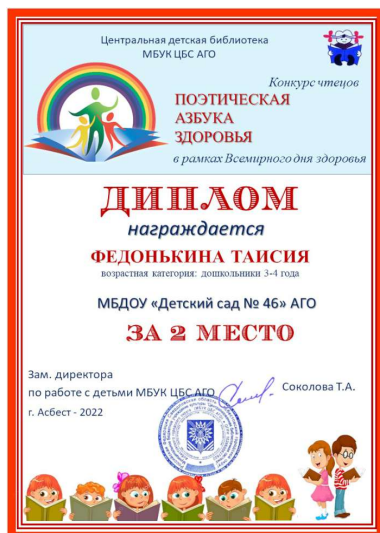 Центральная детская библиотека
МБУК ЦБС АГО
Конкурс чтецов
ПОЭТИЧЕСКАЯ
АЗБУКА
ЗДОРОВЬЯ
в рамках Всемирного дня здоровья
ДИПЛОМ
награждается
ФЕДОНЬКИНА ТАИСИЯ
возрастная категория: дошкольники 3-4 года
МБДОУ «Детский сад № 46» АГО
ЗА 2 МЕСТО
Зам. директора
по работе с детьми МБУК ЦБС АГО
Соколова Т.А.
г. Асбест - 2022